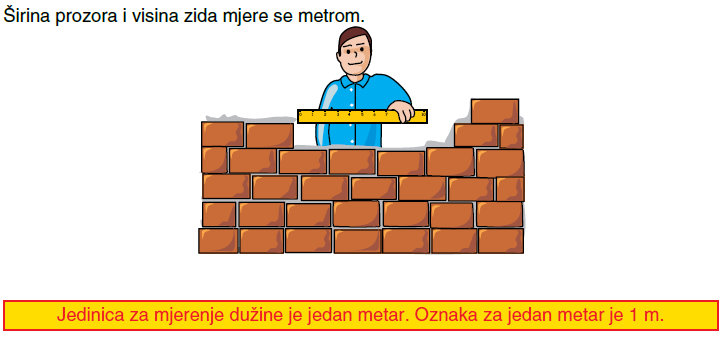 Širina prozora i visina zida mjere se metrom.
Jedinica za mjerenje dužine je jedan metar. Oznaka za jedan metar je 1 m.